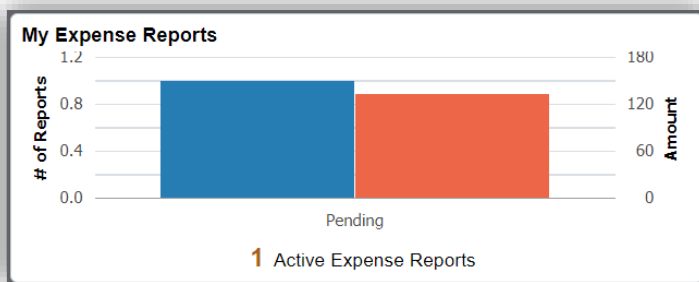 My Expense Reports
1.2
180
0.8
120
0.4
60
0.0
0
# of Reports
Amount
Pending
1 Active Expense Reports